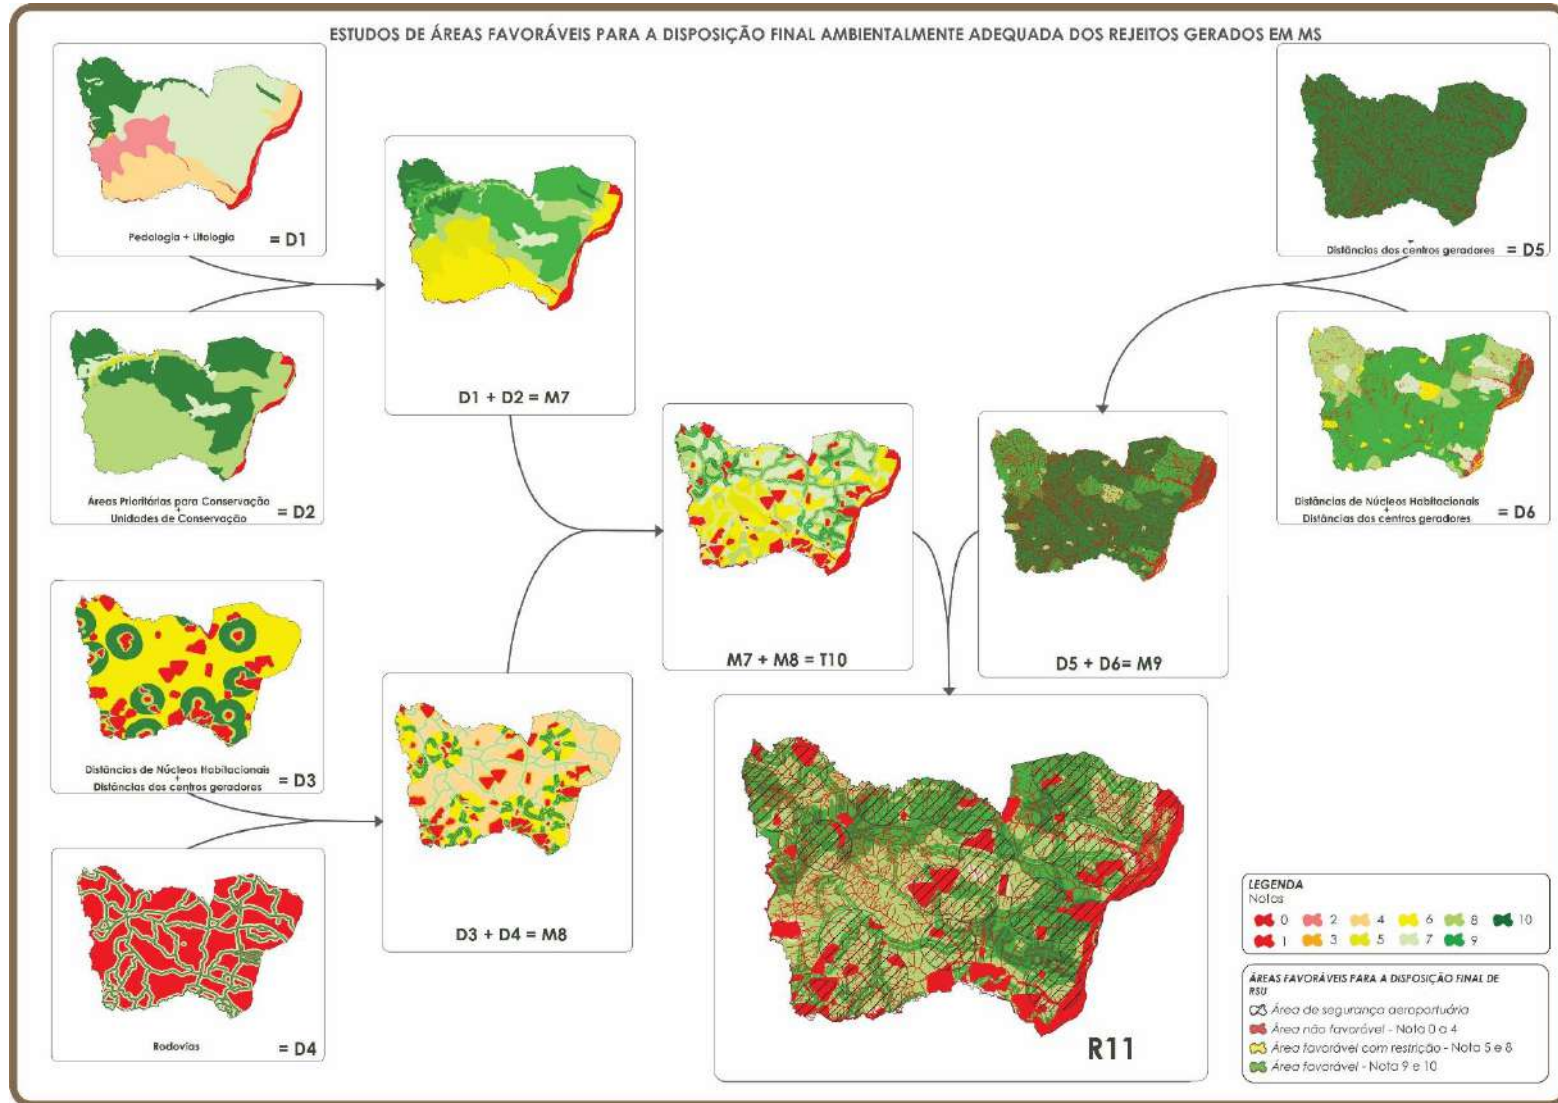 ESTUDOS DE ÁREAS FAVORÁVEIS PARA A DISPOSIÇÃO FINAL AMBIENTALMENTE ADEQUADA DOS REJEITOS GERADOS EM MS
Pedologia + Litologia = D1
Áreas Prioritárias para Conservação
+
Unidades de Conservação = D2
Distâncias de Núcleos Habitacionais
+
Distâncias dos centros geradores = D3
Rodovias = D4
D1 + D2 = M7
D3 + D4 = M8
M7 + M8 = T10
D5 + D6= M9
Distâncias dos centros geradores = D5
Distâncias de Núcleos Habitacionais
+
Distâncias dos centros geradores = D6
R11
LEGENDA
Notas
0 2 4 6 8 10
1 3 5 7 9
ÁREAS FAVORÁVEIS PARA A DISPOSIÇÃO FINAL DE
RSU
Área de segurança aeroportuária
Área não favorável - Nota 0 a 4
Área favorável com restrição - Nota 5 e 8
Área favorável - Nota 9 e 10